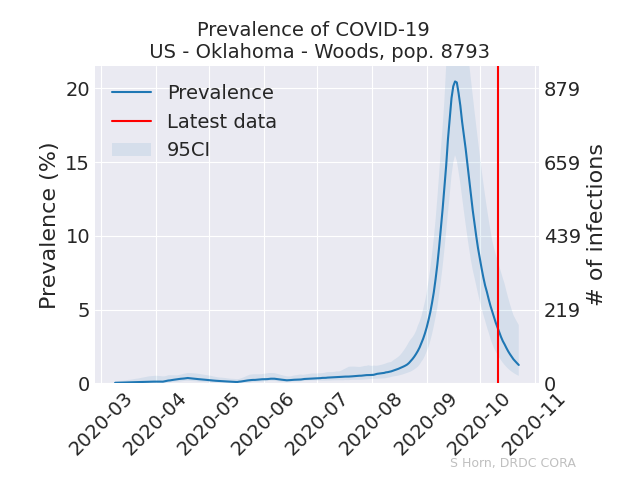 Prevalence of COVID-19
US - Oklahoma - Woods, pop. 8793
Prevalence
Latest data
95CI
Prevalence (%)
20
15
10
5
0
879
659
439
219
0
# of infections
2020-03
2020-04
2020-05
2020-06
2020-07
2020-08
2020-09
2020-10
2020-11
S Horn, DRDC CORA